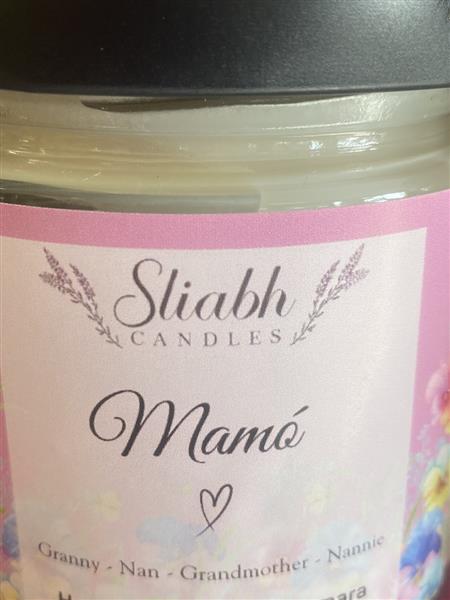 Sliabh
CANDLES
Mamó
Granny - Nan - Grandmother - Nannie